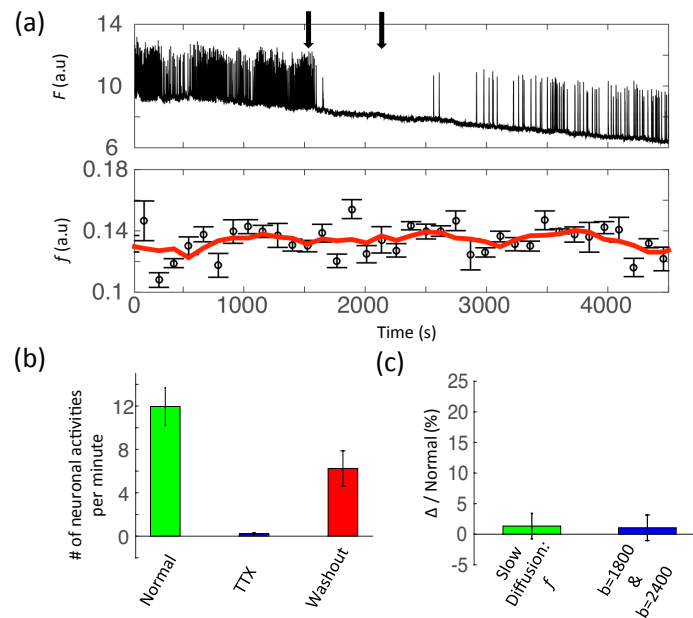 (a)
14
10
6
F (a.u)
0.18
0.14
0.1
f (a.u)
0
1000
2000
3000
4000
Time (s)
(b)
# of neuronal activities
per minute
12
8
4
0
Normal
TTX
Washout
(c)
Δ / Normal (%)
25
20
15
10
5
0
-5
Slow
Diffusion:
f
b=1800
&
b=2400